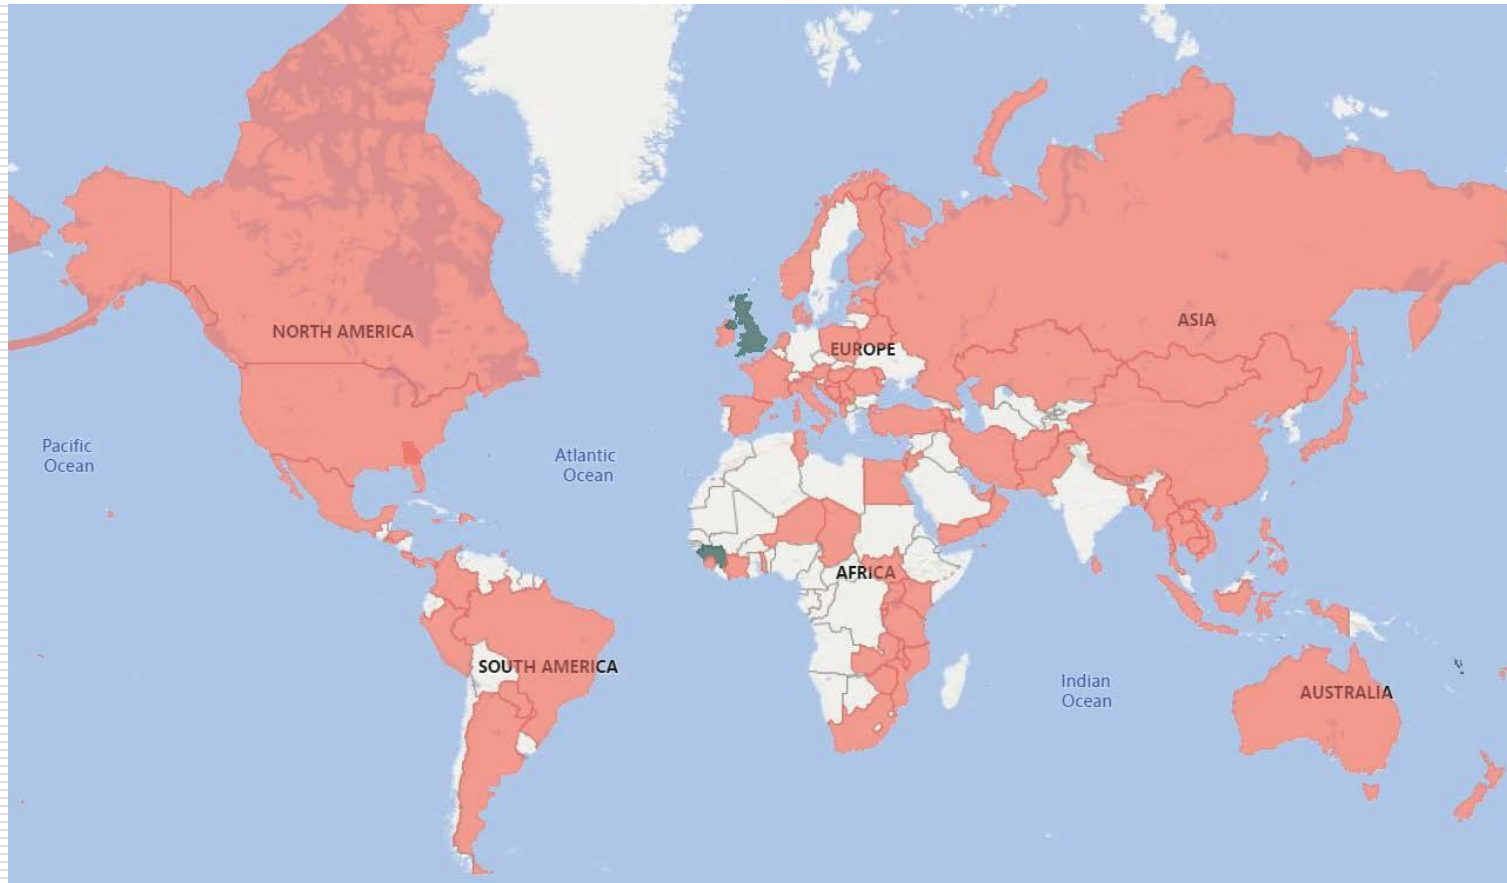 NORTH AMERICA
ASIA
EUROPE
Pacific
Ocean
Atlantic
Ocean
AFRICA
SOUTH AMERICA
Indian
Ocean
AUSTRALIA